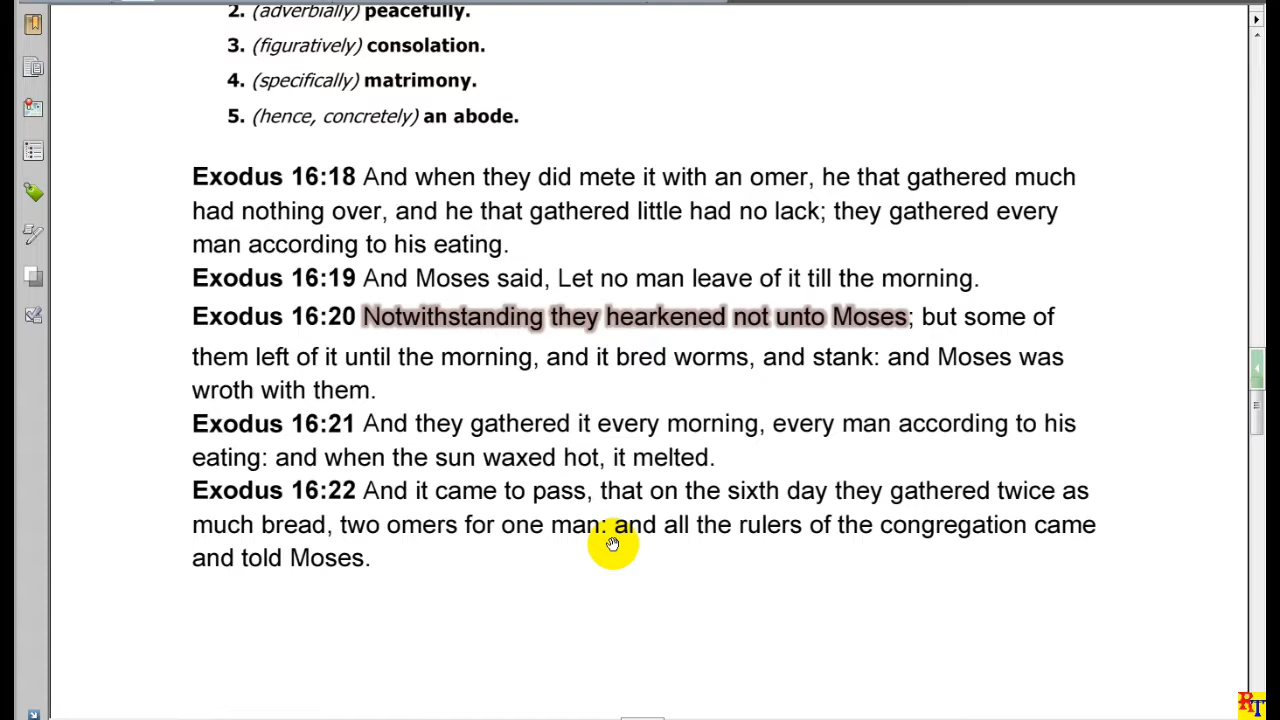 2. (adverbially) peacefully.
3. (figuratively) consolation.
4. (specifically) matrimony.
5. (hence, concretely) an abode.
Exodus 16:18 And when they did mete it with an omer, he that gathered much
had nothing over, and he that gathered little had no lack; they gathered every
man according to his eating.
Exodus 16:19 And Moses said, Let no man leave of it till the morning.
Exodus 16:20 Notwithstanding they hearkened not unto Moses; but some of
them left of it until the morning, and it bred worms, and stank: and Moses was
wroth with them.
Exodus 16:21 And they gathered it every morning, every man according to his
eating: and when the sun waxed hot, it melted.
Exodus 16:22 And it came to pass, that on the sixth day they gathered twice as
much bread, two omers for one man: and all the rulers of the congregation came
and told Moses.
RT